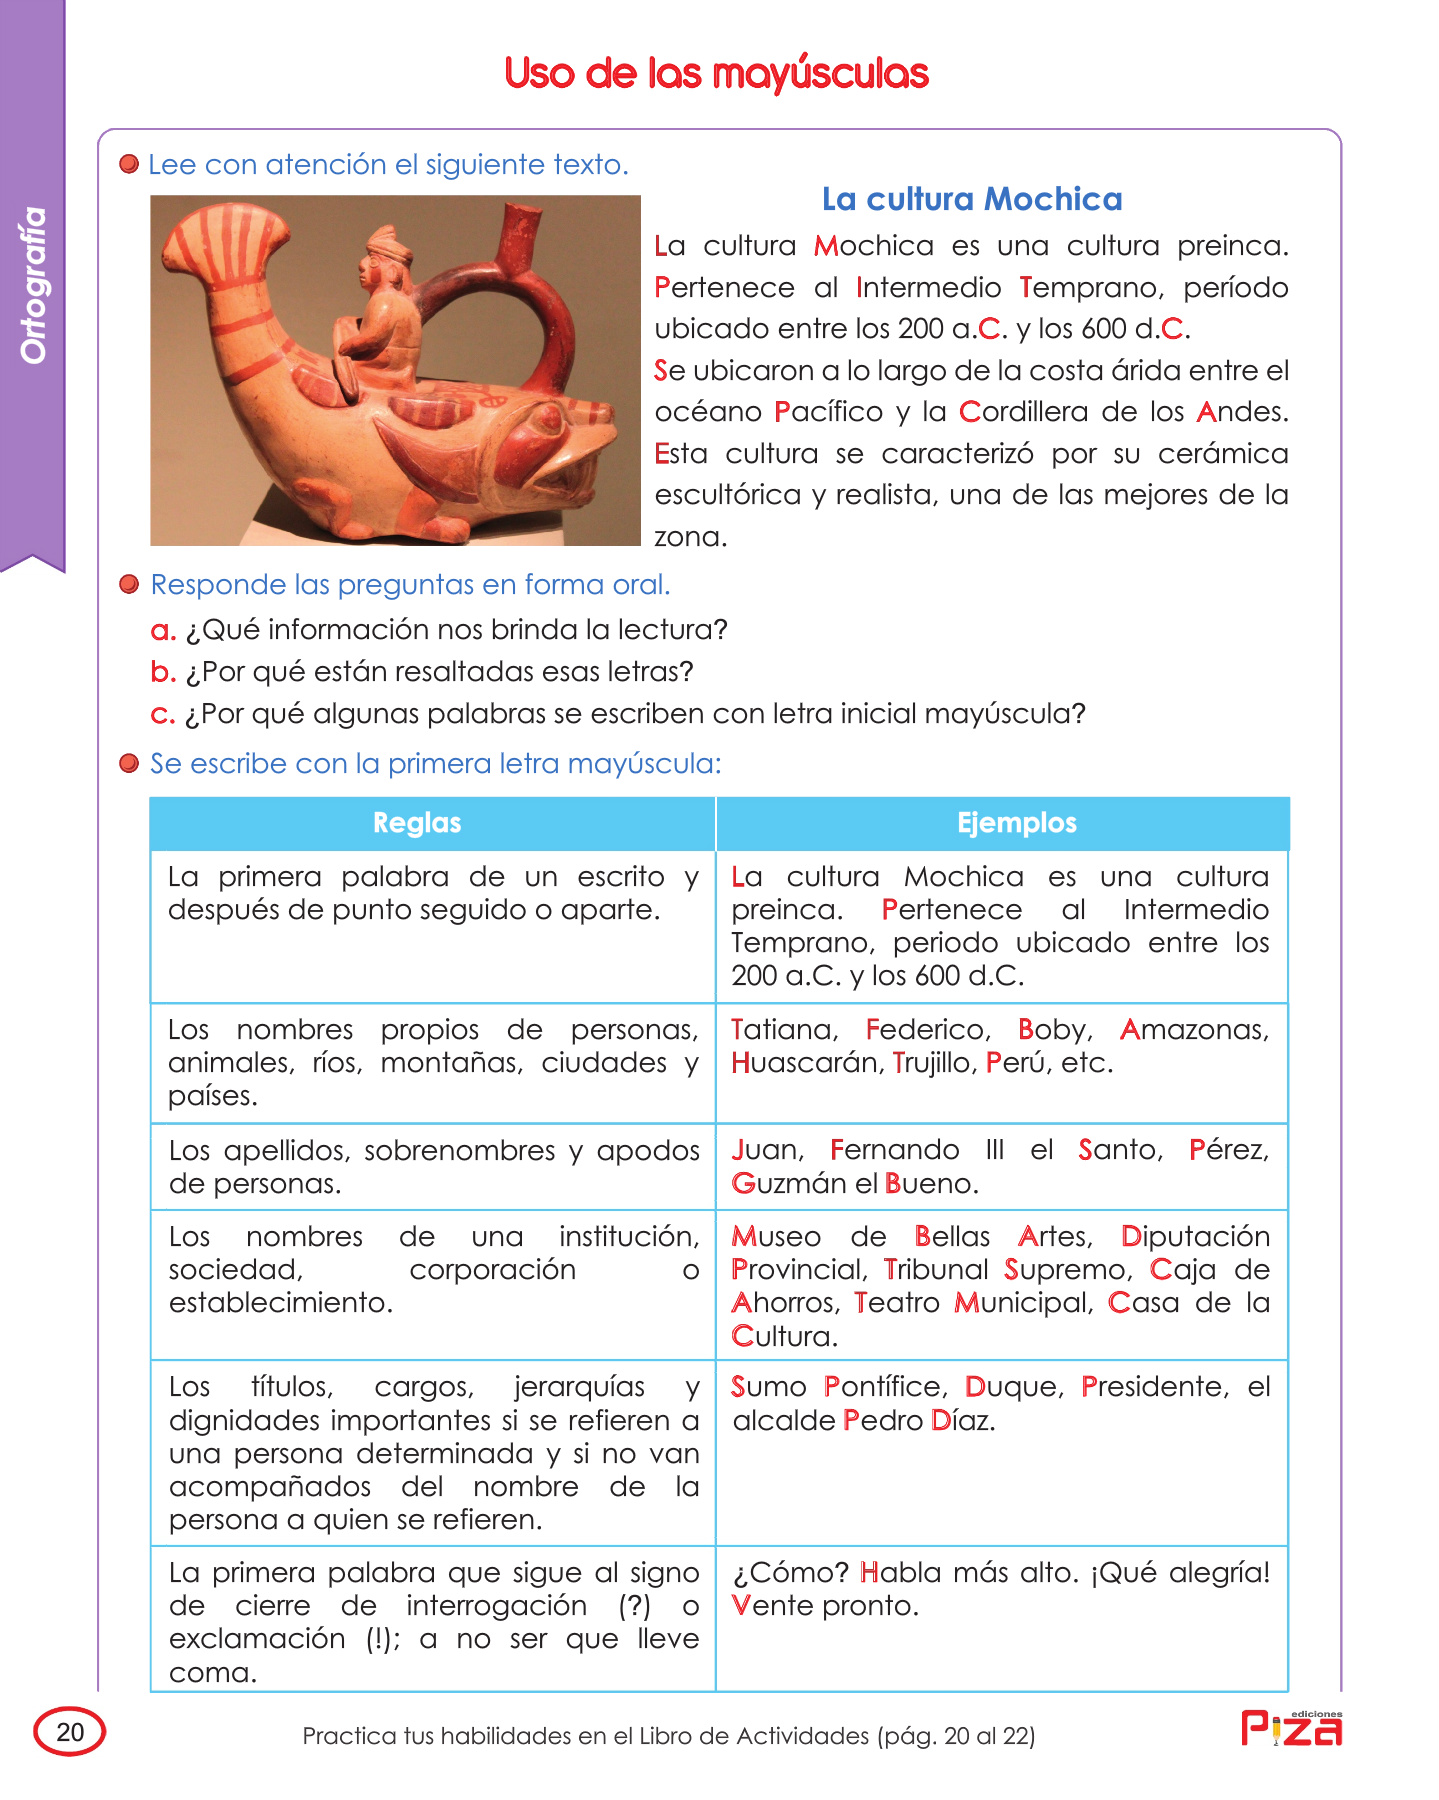 Uso de las mayúsculas
Ortografía
Lee con atención el siguiente texto.
La cultura Mochica
La cultura Mochica es una cultura preinca.
Pertenece al Intermedio Temprano, período
ubicado entre los 200 a.C. y los 600 d.C.
Se ubicaron a lo largo de la costa árida entre el
océano Pacífico y la Cordillera de los Andes.
Esta cultura se caracterizó por su cerámica
escultórica y realista, una de las mejores de la
zona.
Responde las preguntas en forma oral.
a. ¿Qué información nos brinda la lectura?
b. ¿Por qué están resaltadas esas letras?
c. ¿Por qué algunas palabras se escriben con letra inicial mayúscula?
Se escribe con la primera letra mayúscula:
Reglas
Ejemplos
La primera palabra de un escrito y
después de punto seguido o aparte.
La cultura Mochica es una cultura
preinca. Pertenece al Intermedio
Temprano, periodo ubicado entre los
200 a.C. y los 600 d.C.
Los nombres propios de personas,
animales, ríos, montañas, ciudades y
países.
Tatiana, Federico, Boby, Amazonas,
Huascarán, Trujillo, Perú, etc.
Los apellidos, sobrenombres y apodos
de personas.
Juan, Fernando III el Santo, Pérez,
Guzmán el Bueno.
Los nombres de una institución,
sociedad, corporación o
establecimiento.
Museo de Bellas Artes, Diputación
Provincial, Tribunal Supremo, Caja de
Ahorros, Teatro Municipal, Casa de la
Cultura.
Los títulos, cargos, jerarquías y
dignidades importantes si se refieren a
una persona determinada y si no van
acompañados del nombre de la
persona a quien se refieren.
Sumo Pontífice, Duque, Presidente, el
alcalde Pedro Díaz.
La primera palabra que sigue al signo
de cierre de interrogación (?) o
exclamación (!); a no ser que lleve
coma.
¿Cómo? Habla más alto. ¡Qué alegría!
Vente pronto.
20
Practica tus habilidades en el Libro de Actividades (pág. 20 al 22)
ediciones
Piza